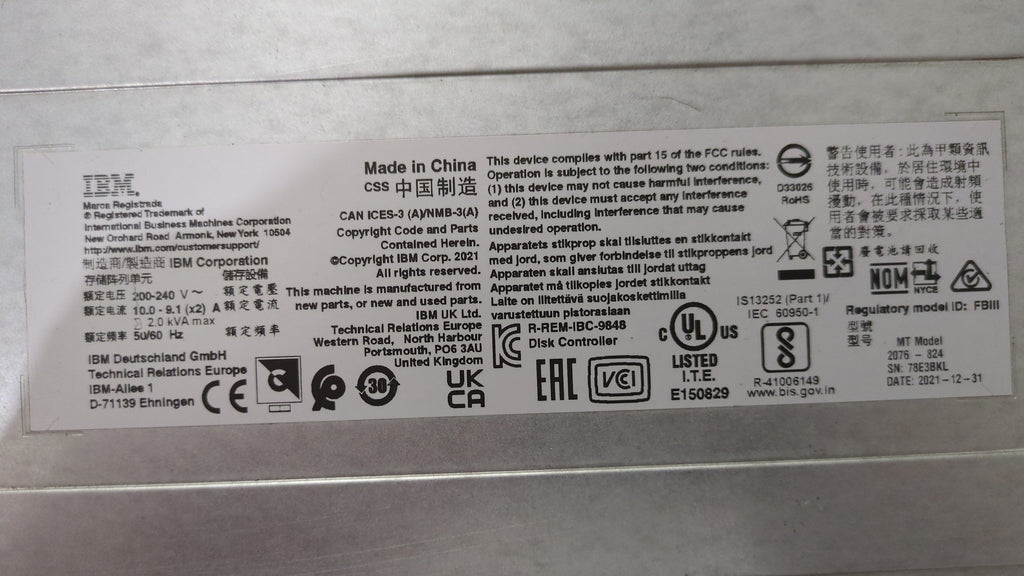 IBM.
Marca Registrada
® Registered Trademark of
International Business Machines Corporation
New Orchard Road Armonk, New York 10504
http://www.ibm.com/customersupport/
制造商/製造商 IBM Corporation
存储阵列单元 儲存設備
额定电压 200-240 V 額定電壓
额定电流 10.0 - 9.1 (x2) A 額定電流
2.0 kVA max
额定频率 50/60 Hz 額定頻率
IBM Deutschland GmbH
Technical Relations Europe
IBM-Allee 1
D-71139 Ehningen
CE
30
Made in China
CSS 中国制造
CAN ICES-3 (A)/NMB-3(A)
Copyright Code and Parts
Contained Herein.
©Copyright IBM Corp. 2021
All rights reserved.
This machine is manufactured from
new parts, or new and used parts.
IBM UK Ltd.
Technical Relations Europe
Western Road, North Harbour
Portsmouth, PO6 3AU
United Kingdom
UK
CA
This device complies with part 15 of the FCC rules.
Operation is subject to the following two conditions:
(1) this device may not cause harmful interference,
and (2) this device must accept any interference
received, including interference that may cause
undesired operation.
Apparatets stikprop skal tilsluttes en stikkontakt
med jord, som giver forbindelse til stikproppens jord
Apparaten skall anslutas till jordat uttag
Apparatet må tilkoples jordet stikkontakt
Laite on liitettävä suojakoskettimilla
varustettuun pistorasiaan
R-REM-IBC-9848
Disk Controller
EAC
VCI
C UL US
LISTED
I.T.E.
E150829
IS13252 (Part 1)/
IEC 60950-1
R-41006149
www.bis.gov.in
D33026
RoHS
警告使用者: 此為甲類資訊
技術設備, 於居住環境中
使用時, 可能會造成射頻
擾動, 在此種情況下, 使
用者會被要求採取某些適
當的對策。
廢電池請回收
NOM
NYCE
Regulatory model ID: FBIII
型號
型号 MT Model
2076 - 824
SN: 78E3BKL
DATE: 2021-12-31